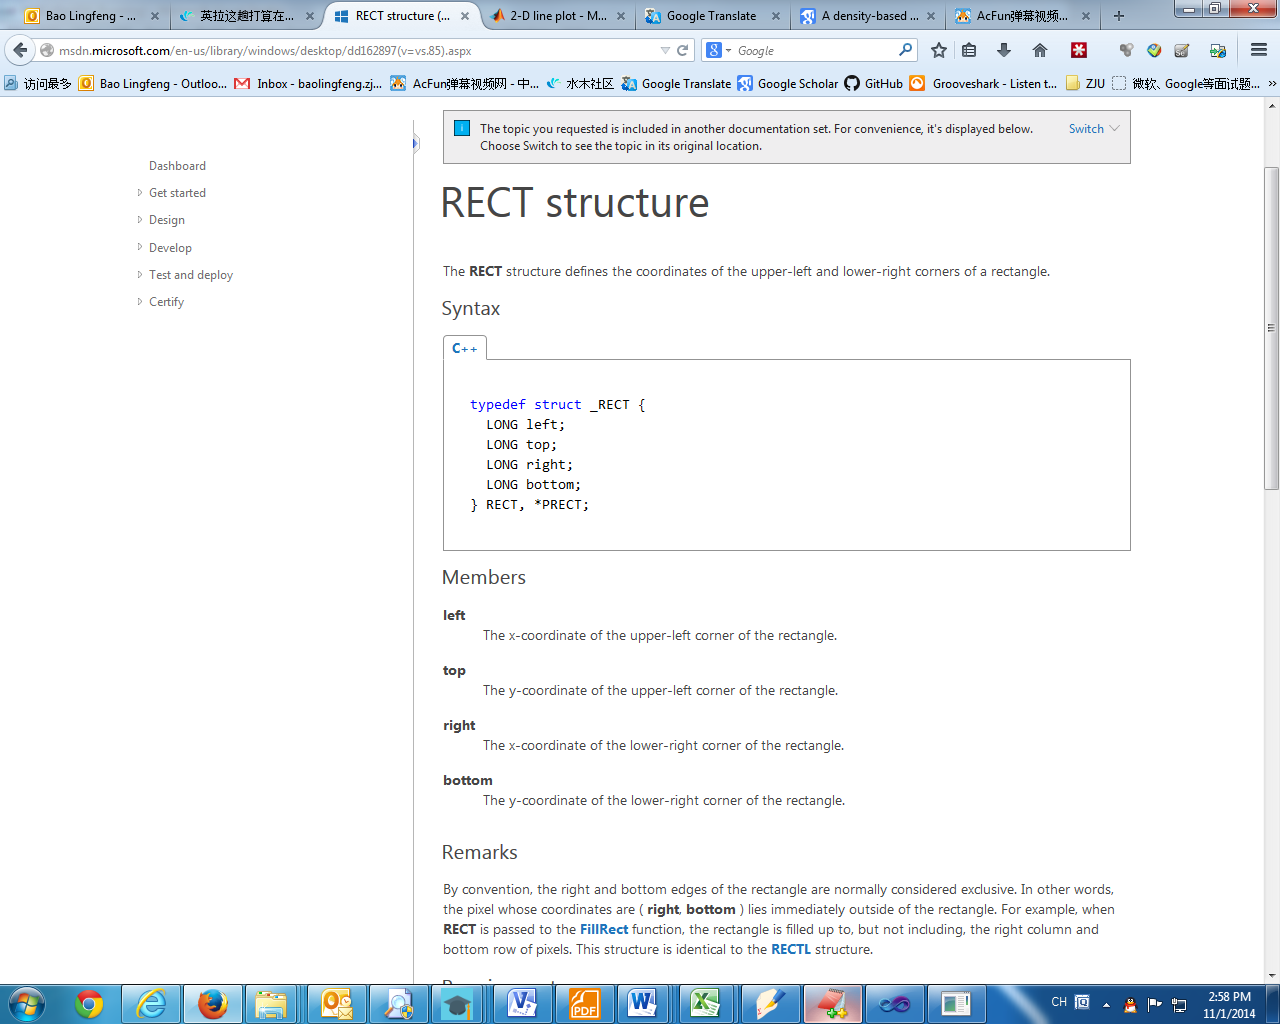 Bao Lingfeng - ...
英拉这趟打算在...
RECT structure (...
2-D line plot - M...
Google Translate
A density-based ...
AcFun弹幕视频...
msdn.microsoft.com/en-us/library/windows/desktop/dd162897(v=vs.85).aspx
Google
访问最多
Bao Lingfeng - Outloo...
Inbox - baolingfeng.zj...
AcFun弹幕视频网 - 中...
水木社区
Google Translate
Google Scholar
GitHub
Grooveshark - Listen t...
ZJU
微软、Google等面试题...
The topic you requested is included in another documentation set. For convenience, it's displayed below.
Choose Switch to see the topic in its original location.
Switch
Dashboard
Get started
Design
Develop
Test and deploy
Certify
RECT structure
The RECT structure defines the coordinates of the upper-left and lower-right corners of a rectangle.
Syntax
C++
typedef struct _RECT {
LONG left;
LONG top;
LONG right;
LONG bottom;
} RECT, *PRECT;
Members
left
The x-coordinate of the upper-left corner of the rectangle.
top
The y-coordinate of the upper-left corner of the rectangle.
right
The x-coordinate of the lower-right corner of the rectangle.
bottom
The y-coordinate of the lower-right corner of the rectangle.
Remarks
By convention, the right and bottom edges of the rectangle are normally considered exclusive. In other words,
the pixel whose coordinates are ( right, bottom ) lies immediately outside of the rectangle. For example, when
RECT is passed to the FillRect function, the rectangle is filled up to, but not including, the right column and
bottom row of pixels. This structure is identical to the RECTL structure.
CH
2:58 PM
11/1/2014